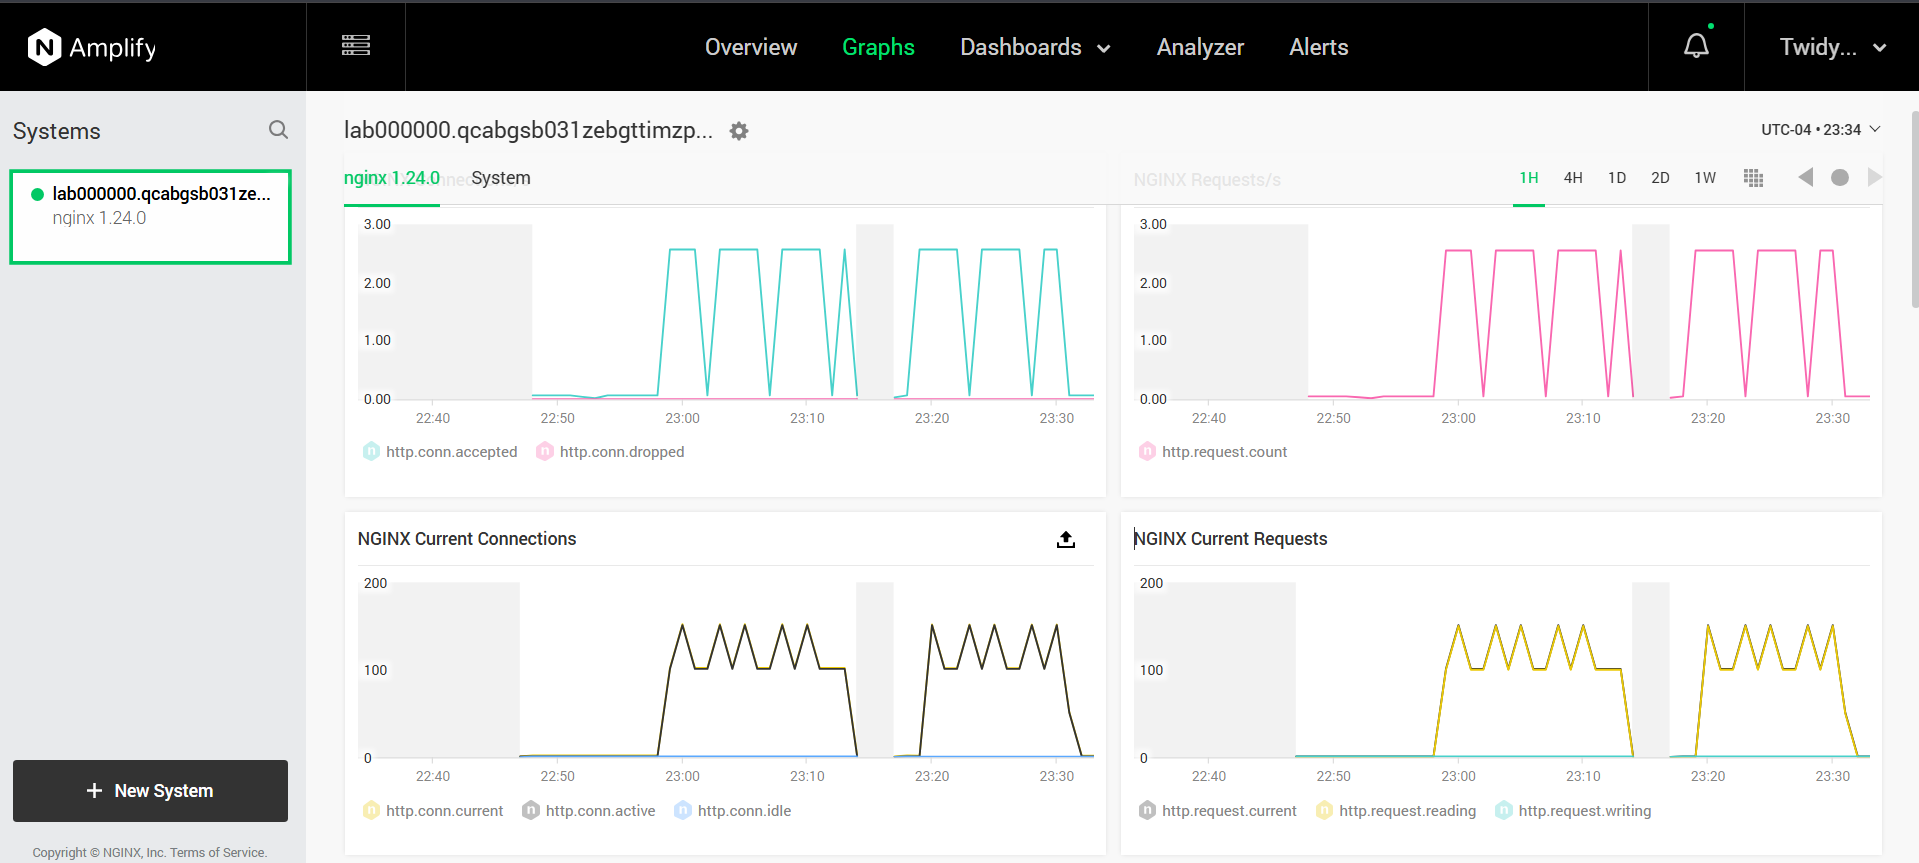 N Amplify
Overview Graphs Dashboards Analyzer Alerts
Twidy...
Systems
lab000000.qcabgsb031ze...
nginx 1.24.0
New System
Copyright © NGINX, Inc. Terms of Service.
lab000000.qcabgsb031zebgttimzp...
UTC-04 • 23:34
nginx 1.24.0 System
1H 4H 1D 2D 1W
NGINX Connections
3.00
2.00
1.00
0.00
22:40 22:50 23:00 23:10 23:20 23:30
n http.conn.accepted n http.conn.dropped
NGINX Requests/s
3.00
2.00
1.00
0.00
22:40 22:50 23:00 23:10 23:20 23:30
n http.request.count
NGINX Current Connections
200
100
0
22:40 22:50 23:00 23:10 23:20 23:30
n http.conn.current n http.conn.active n http.conn.idle
NGINX Current Requests
200
100
0
22:40 22:50 23:00 23:10 23:20 23:30
n http.request.current n http.request.reading n http.request.writing